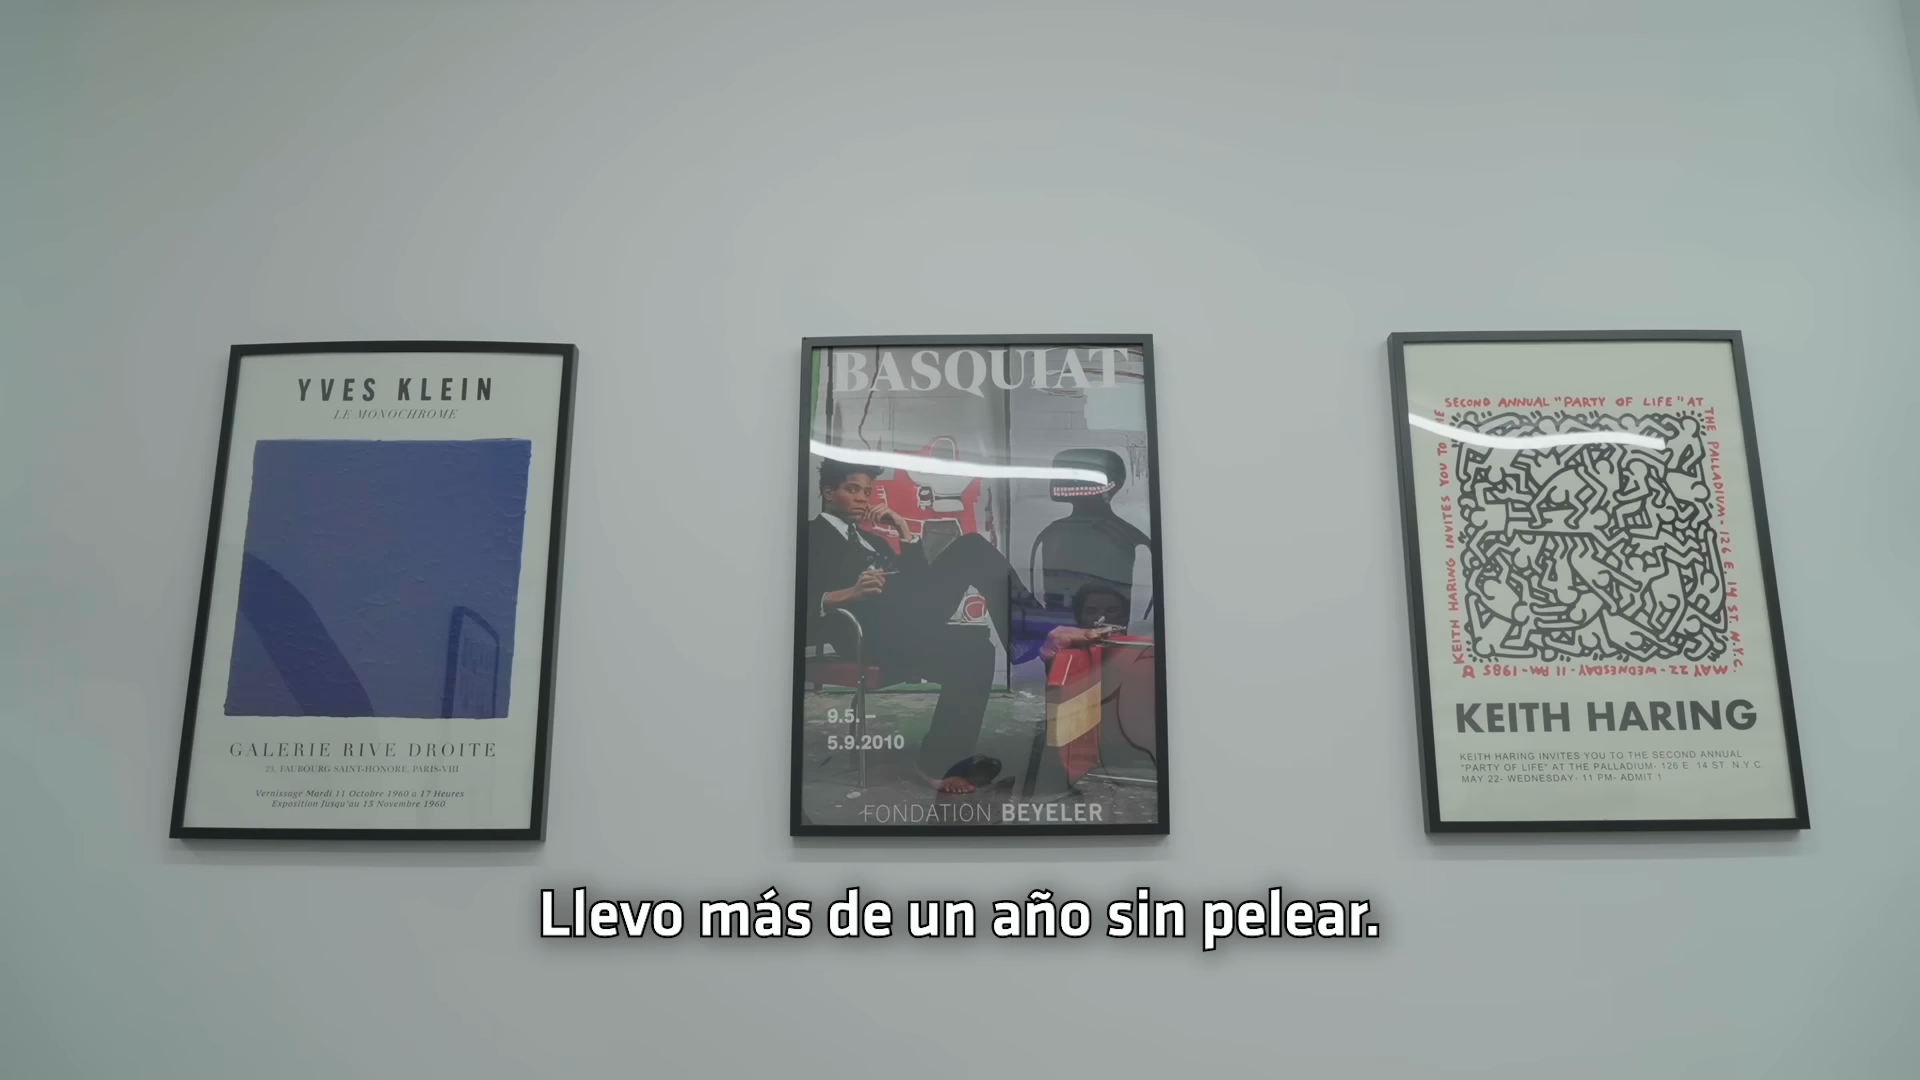 YVES KLEIN
LE MONOCHROME
GALERIE RIVE DROITE
23, FAUBOURG SAINT-HONORE, PARIS-VIII
Vernissage Mardi 11 Octobre 1960 a 17 Heures
Exposition Jusqu'au 13 Novembre 1960
BASQUIAT
9.5. –
5.9.2010
FONDATION BEYELER
KEITH HARING INVITES YOU TO THE
SECOND ANNUAL "PARTY OF LIFE" AT
THE PALLADIUM • 126 E. 14 ST. N.Y.C.
MAY 22 - WEDNESDAY - 11 PM - 1985
KEITH HARING
KEITH HARING INVITES YOU TO THE SECOND ANNUAL
"PARTY OF LIFE" AT THE PALLADIUM- 126 E 14 ST N.Y.C
MAY 22- WEDNESDAY- 11 PM- ADMIT 1
Llevo más de un año sin pelear.